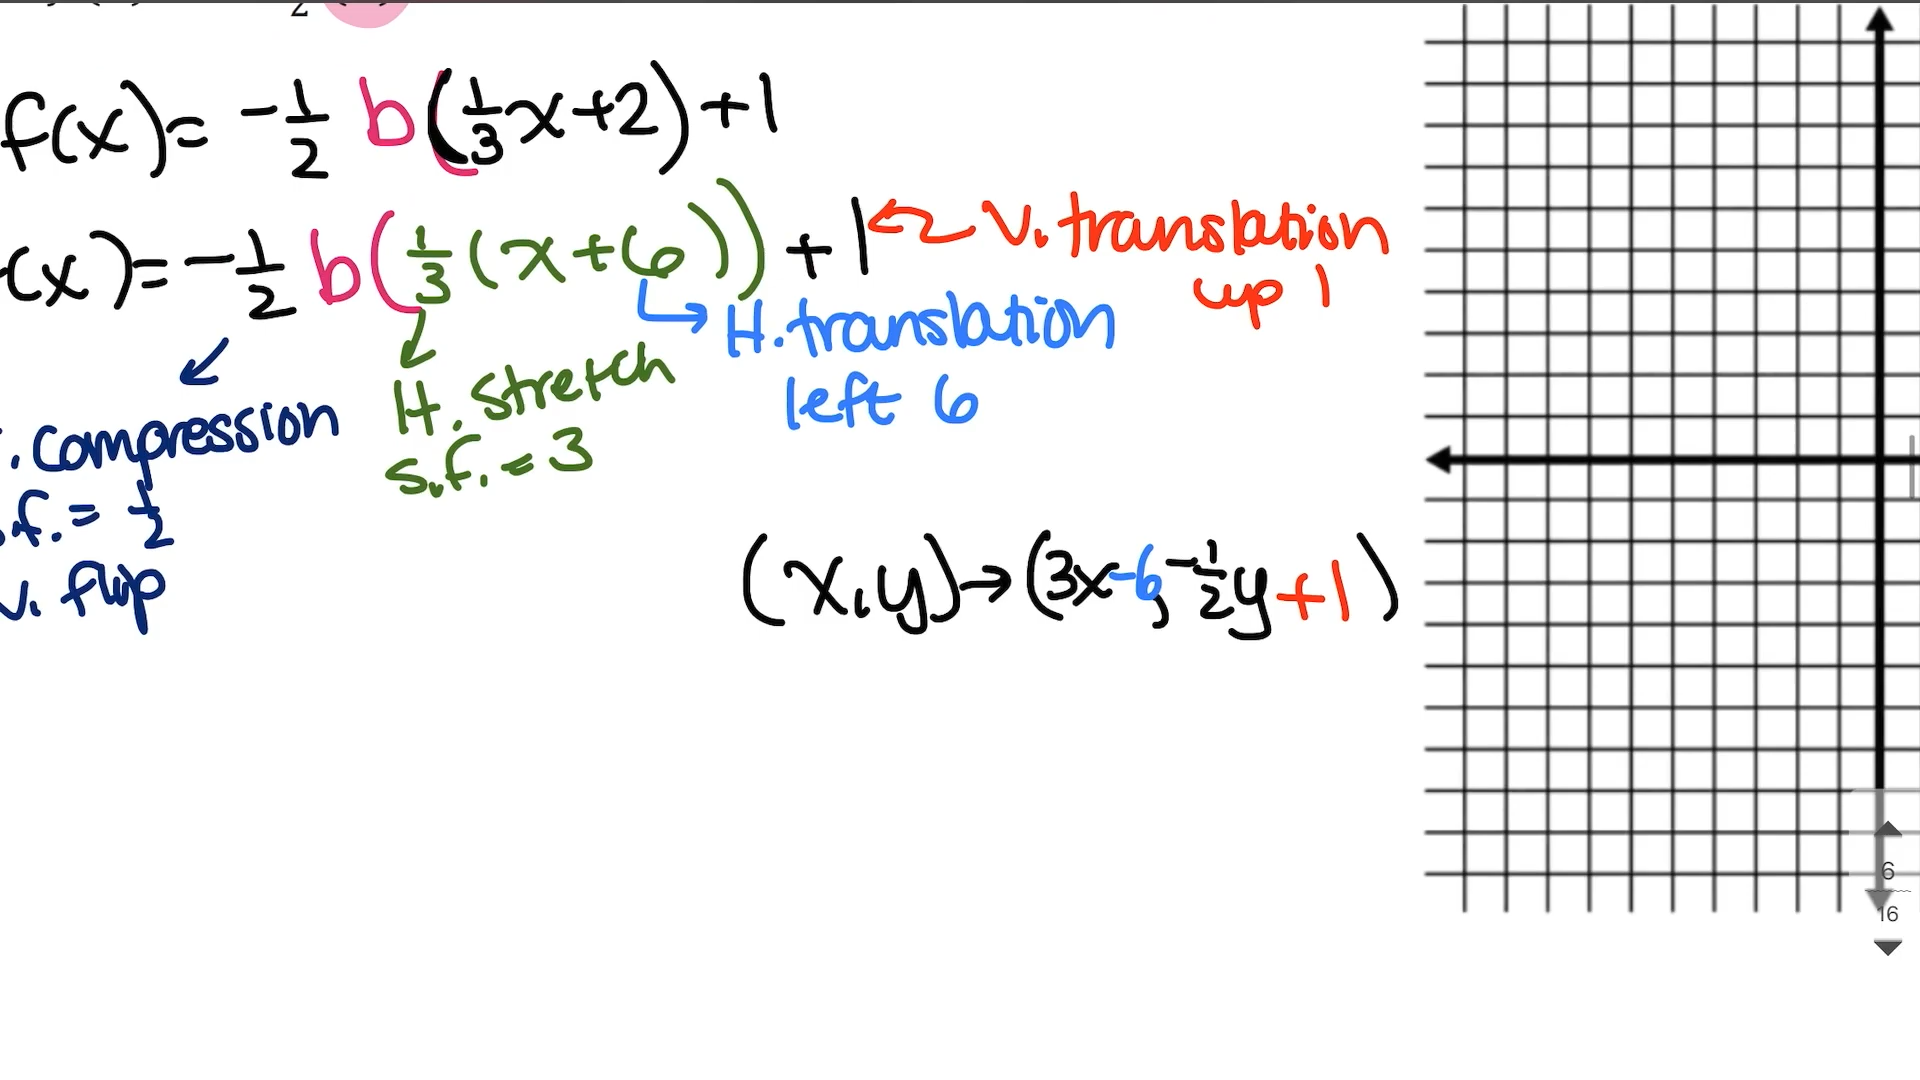 f(x) = -1/2 b(1/3x+2)+1
(x) = -1/2 b(1/3(x+6))+1
V. translation
up 1
H. translation
left 6
H. stretch
s.f. = 3
. compression
.f. = 1/2
V. flip
(x,y)→(3x-6,-1/2y+1)
6
16